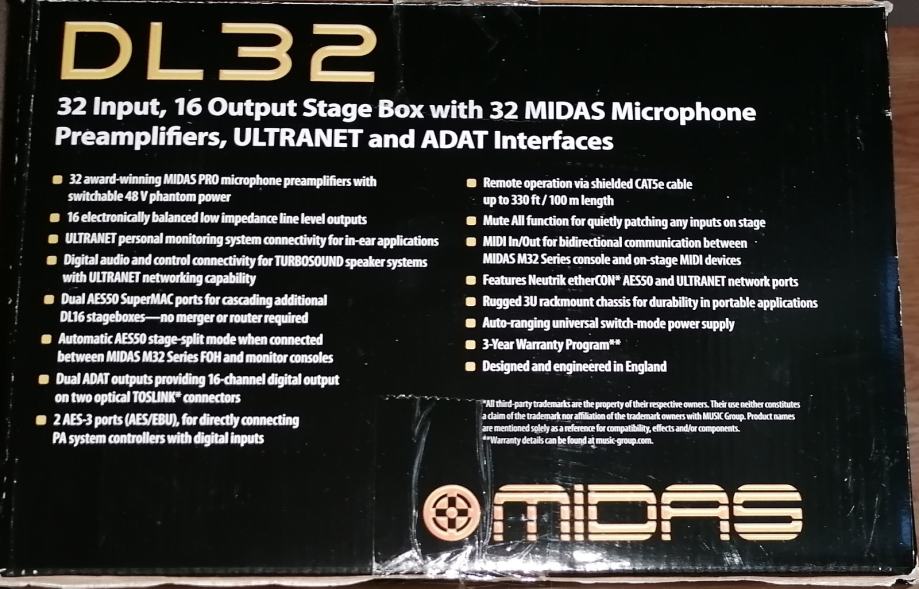 DL32
32 Input, 16 Output Stage Box with 32 MIDAS Microphone
Preamplifiers, ULTRANET and ADAT Interfaces
32 award-winning MIDAS PRO microphone preamplifiers with
switchable 48 V phantom power
16 electronically balanced low impedance line level outputs
ULTRANET personal monitoring system connectivity for in-ear applications
Digital audio and control connectivity for TURBOSOUND speaker systems
with ULTRANET networking capability
Dual AES50 SuperMAC ports for cascading additional
DL16 stageboxes—no merger or router required
Automatic AES50 stage-split mode when connected
between MIDAS M32 Series FOH and monitor consoles
Dual ADAT outputs providing 16-channel digital output
on two optical TOSLINK* connectors
2 AES-3 ports (AES/EBU), for directly connecting
PA system controllers with digital inputs
Remote operation via shielded CAT5e cable
up to 330 ft / 100 m length
Mute All function for quietly patching any inputs on stage
MIDI In/Out for bidirectional communication between
MIDAS M32 Series console and on-stage MIDI devices
Features Neutrik etherCON* AES50 and ULTRANET network ports
Rugged 3U rackmount chassis for durability in portable applications
Auto-ranging universal switch-mode power supply
3-Year Warranty Program**
Designed and engineered in England
*All third-party trademarks are the property of their respective owners. Their use neither constitutes
a claim of the trademark nor affiliation of the trademark owners with MUSIC Group. Product names
are mentioned solely as a reference for compatibility, effects and/or components.
**Warranty details can be found at music-group.com.
MIDAS